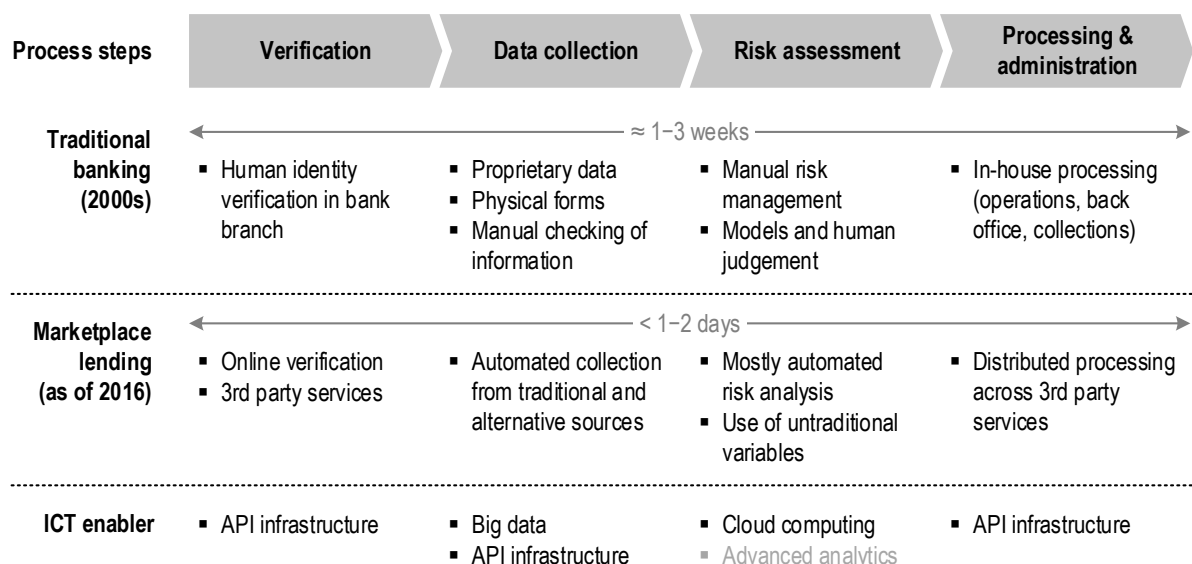 Process steps
Verification
Data collection
Risk assessment
Processing &
administration
Traditional
banking
(2000s)
≈ 1−3 weeks
▪ Human identity
verification in bank
branch
▪ Proprietary data
▪ Physical forms
▪ Manual checking of
information
▪ Manual risk
management
▪ Models and human
judgement
▪ In-house processing
(operations, back
office, collections)
Marketplace
lending
(as of 2016)
< 1−2 days
▪ Online verification
▪ 3rd party services
▪ Automated collection
from traditional and
alternative sources
▪ Mostly automated
risk analysis
▪ Use of untraditional
variables
▪ Distributed processing
across 3rd party
services
ICT enabler
▪ API infrastructure
▪ Big data
▪ API infrastructure
▪ Cloud computing
▪ Advanced analytics
▪ API infrastructure